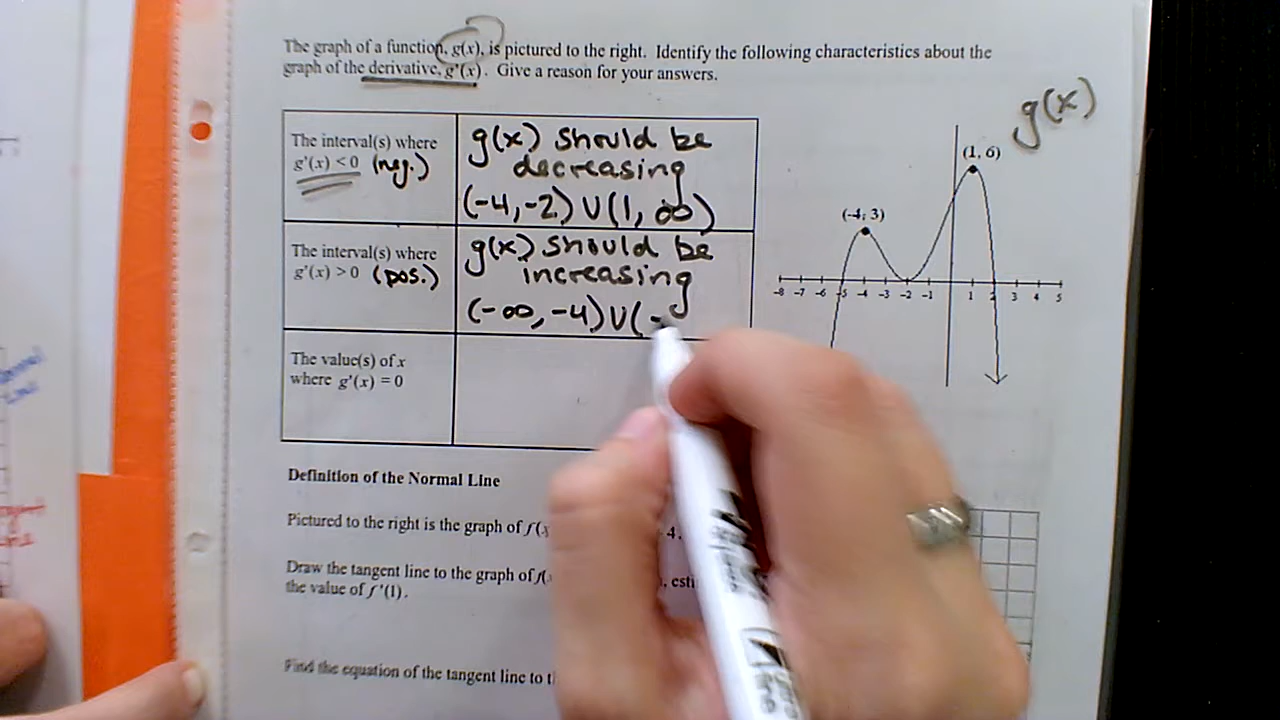 The graph of a function, g(x), is pictured to the right. Identify the following characteristics about the
graph of the derivative, g'(x). Give a reason for your answers.
g(x)
The interval(s) where
g'(x) < 0 (neg.)
g(x) should be
decreasing
(-4,-2) U (1, ∞)
The interval(s) where
g'(x) > 0 (pos.)
g(x) should be
increasing
(-∞, -4) U (-
The value(s) of x
where g'(x) = 0
(1, 6)
(-4, 3)
-8 -7 -6 -5 -4 -3 -2 -1 1 2 3 4 5
Definition of the Normal Line
Pictured to the right is the graph of f(x 4.
Draw the tangent line to the graph of f(
the value of f'(1).
Find the equation of the tangent line to